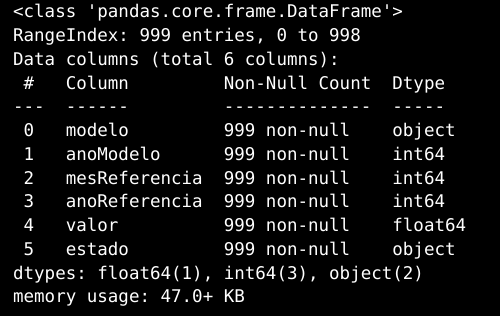 <class 'pandas.core.frame.DataFrame'>
RangeIndex: 999 entries, 0 to 998
Data columns (total 6 columns):
 #   Column         Non-Null Count  Dtype
---  ------         --------------  -----
 0   modelo         999 non-null    object
 1   anoModelo      999 non-null    int64
 2   mesReferencia  999 non-null    int64
 3   anoReferencia  999 non-null    int64
 4   valor          999 non-null    float64
 5   estado         999 non-null    object
dtypes: float64(1), int64(3), object(2)
memory usage: 47.0+ KB